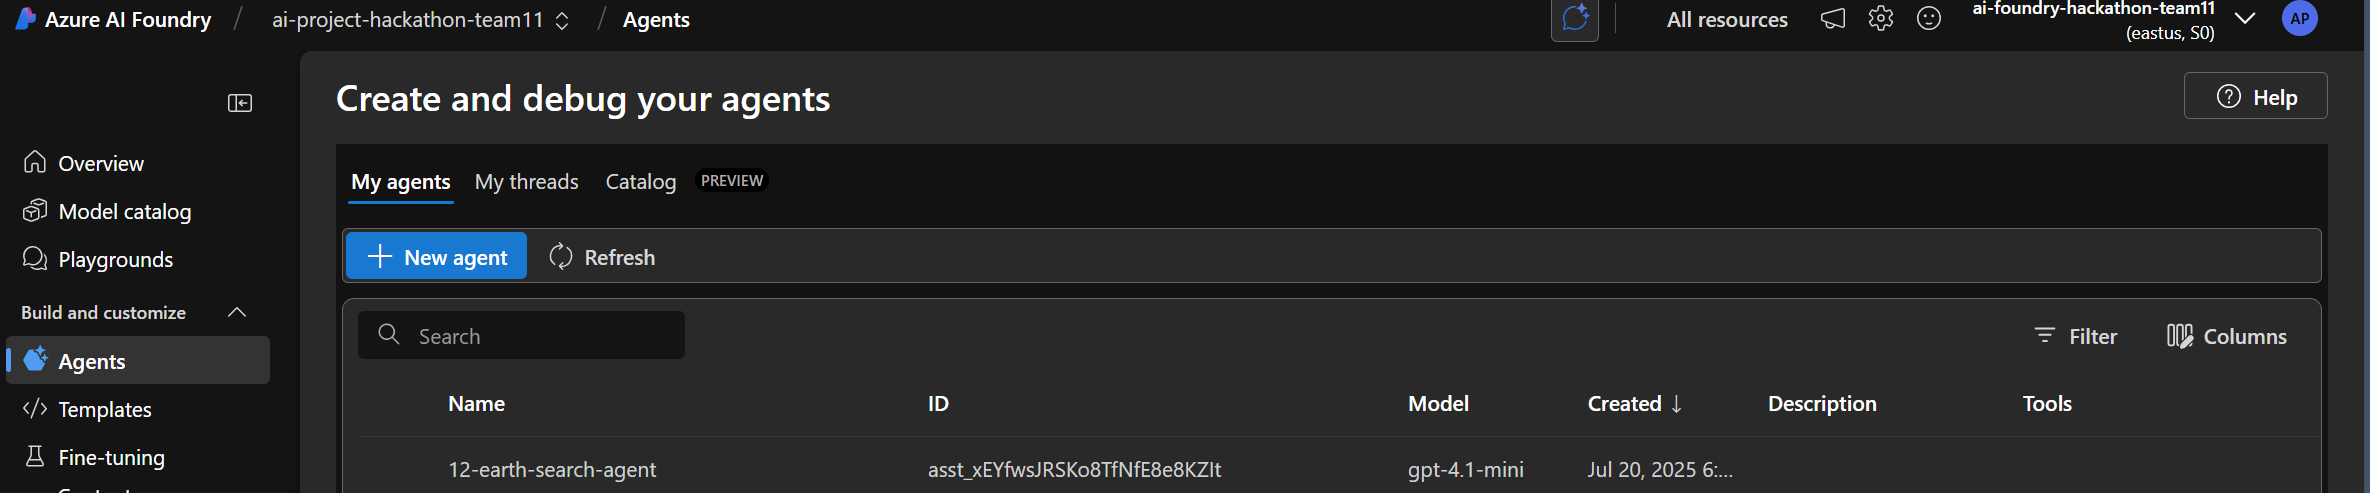 Azure AI Foundry / ai-project-hackathon-team11 / Agents
All resources
ai-foundry-hackathon-team11
(eastus, S0)
AP
Overview
Model catalog
Playgrounds
Build and customize
Agents
Templates
Fine-tuning
Create and debug your agents
Help
My agents My threads Catalog PREVIEW
New agent Refresh
Search
Filter Columns
Name ID Model Created ↓ Description Tools
12-earth-search-agent asst_xEYfwsJRSKo8TfNfE8e8KZIt gpt-4.1-mini Jul 20, 2025 6:...